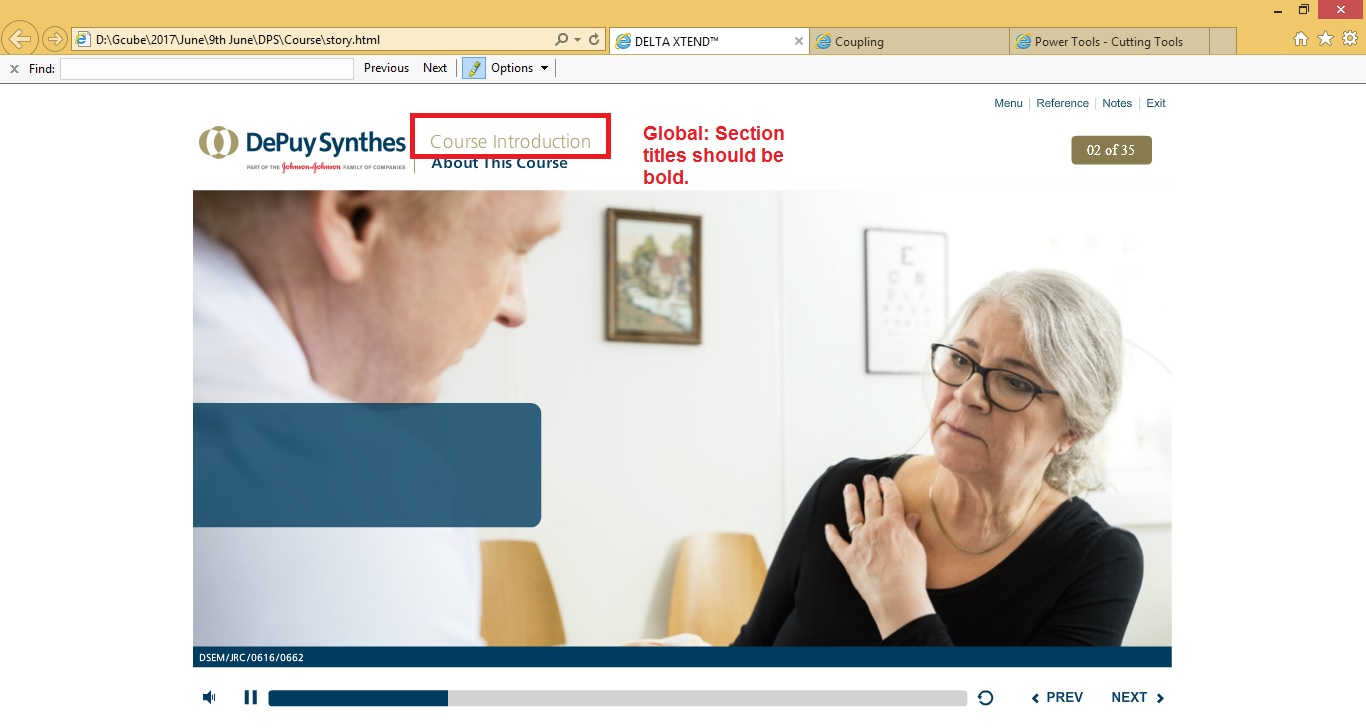 D:\Gcube\2017\June\9th June\DPS\Course\story.html
DELTA XTEND™
Coupling
Power Tools - Cutting Tools
x Find:
Previous Next Options
Menu | Reference | Notes | Exit
DePuy Synthes
PART OF THE Johnson&Johnson FAMILY OF COMPANIES
Course Introduction
About This Course
Global: Section
titles should be
bold.
02 of 35
E
DSEM/JRC/0616/0662
PREV NEXT